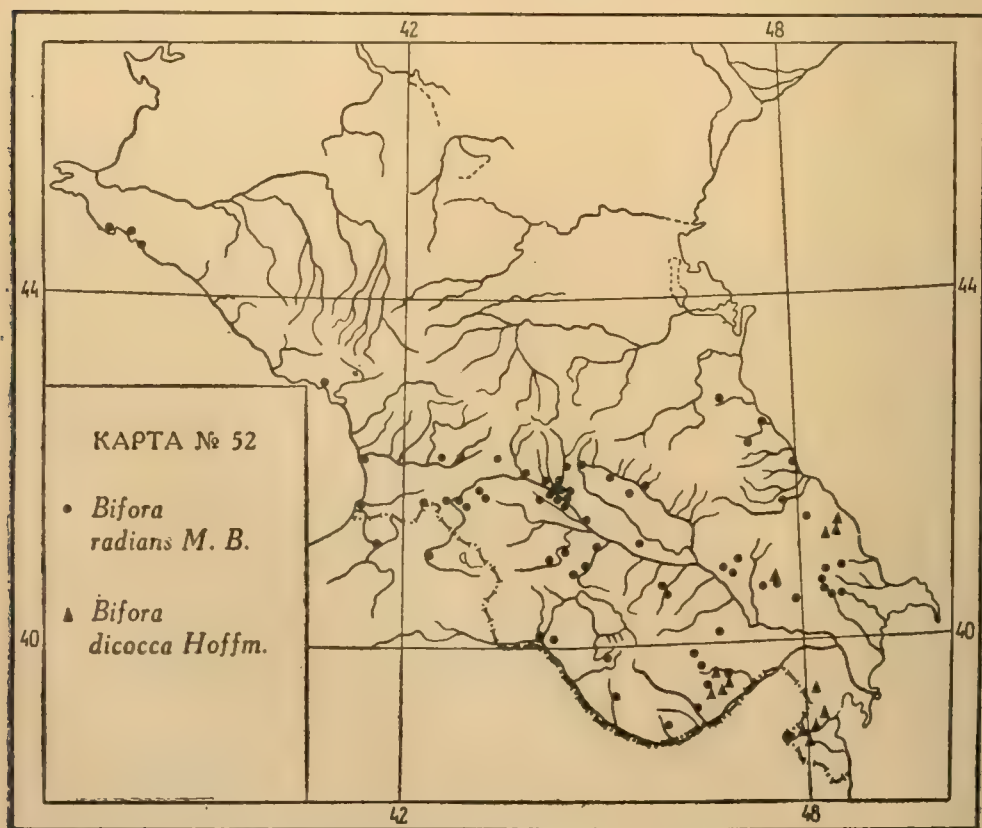 42 48
44 44
КАРТА № 52
Bifora
radians M. B.
Bifora
dicocca Hoffm.
40 40
42 48